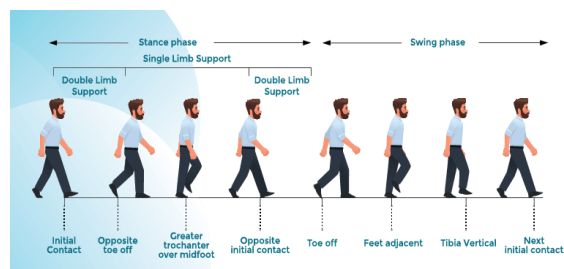 Stance phase
Swing phase
Single Limb Support
Double Limb
Support
Double Limb
Support
Initial
Contact
Opposite
toe off
Greater
trochanter
over midfoot
Opposite
initial contact
Toe off
Feet adjacent
Tibia Vertical
Next
initial contact